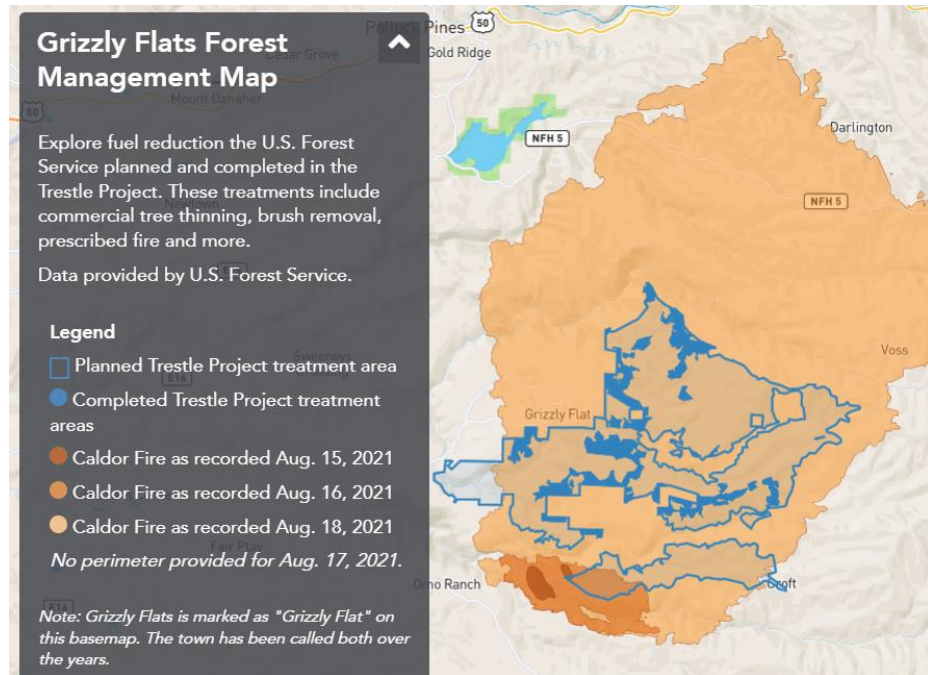 Grizzly Flats Forest
Management Map
Explore fuel reduction the U.S. Forest
Service planned and completed in the
Trestle Project. These treatments include
commercial tree thinning, brush removal,
prescribed fire and more.
Data provided by U.S. Forest Service.
Legend
Planned Trestle Project treatment area
Completed Trestle Project treatment
areas
Caldor Fire as recorded Aug. 15, 2021
Caldor Fire as recorded Aug. 16, 2021
Caldor Fire as recorded Aug. 18, 2021
No perimeter provided for Aug. 17, 2021.
Note: Grizzly Flats is marked as "Grizzly Flat" on
this basemap. The town has been called both over
the years.
Pollock Pines
50
Cedar Grove
Gold Ridge
Mount Danaher
50
NFH 5
Darlington
Newtown
NFH 5
Voss
E16
Grizzly Flat
Fair Play
Omo Ranch
Croft
E16